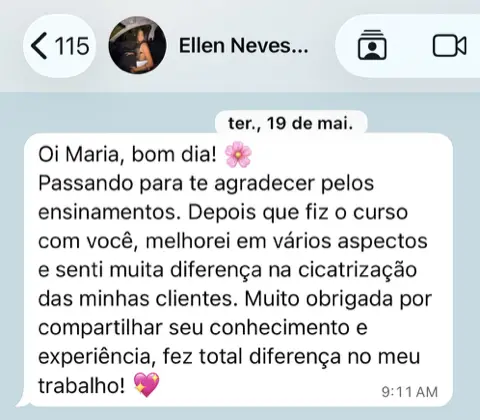 115
Ellen Neves...
ter., 19 de mai.
Oi Maria, bom dia! 🌸
Passando para te agradecer pelos
ensinamentos. Depois que fiz o curso
com você, melhorei em vários aspectos
e senti muita diferença na cicatrização
das minhas clientes. Muito obrigada por
compartilhar seu conhecimento e
experiência, fez total diferença no meu
trabalho! 💖
9:11 AM